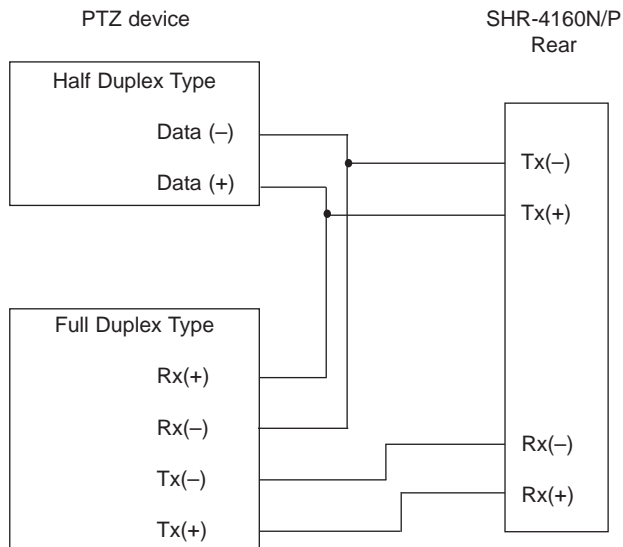 PTZ device
SHR-4160N/P
Rear
Half Duplex Type
Data (–)
Data (+)
Tx(–)
Tx(+)
Full Duplex Type
Rx(+)
Rx(–)
Tx(–)
Tx(+)
Rx(–)
Rx(+)